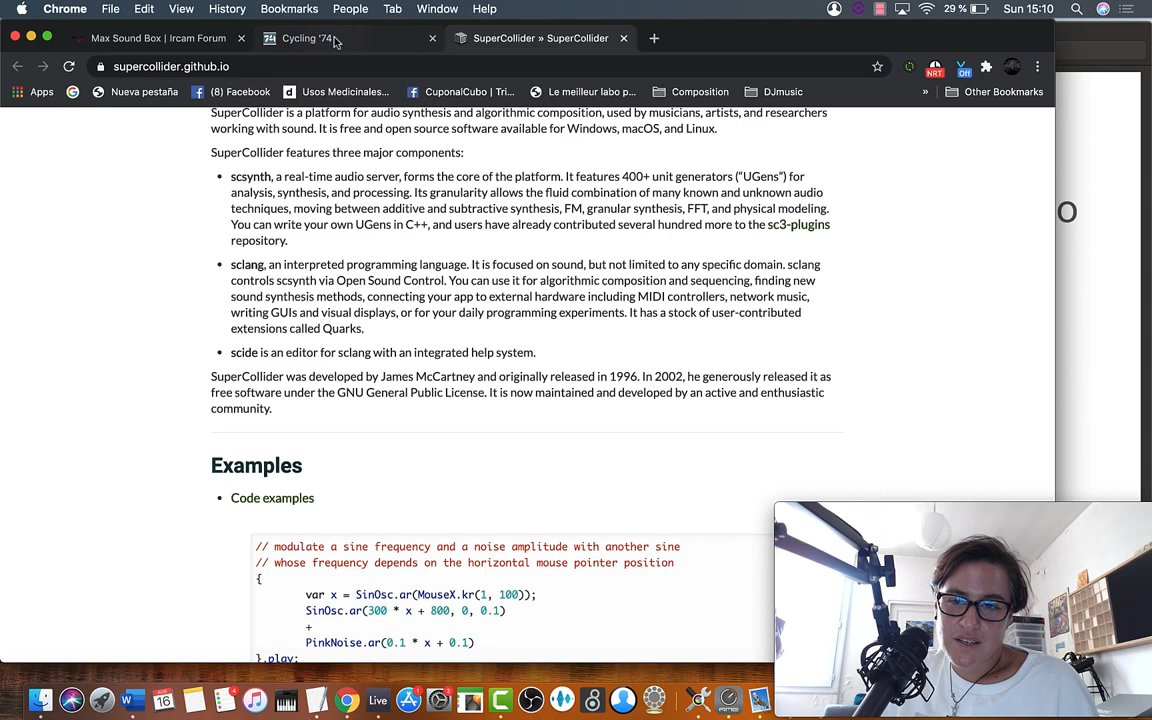 Chrome File Edit View History Bookmarks People Tab Window Help 29 % Sun 15:10
Max Sound Box | Ircam Forum Cycling '74 SuperCollider » SuperCollider
supercollider.github.io NRT Off
Apps Nueva pestaña (8) Facebook Usos Medicinales... CuponalCubo / Tri... Le meilleur labo p... Composition DJmusic » Other Bookmarks
SuperCollider is a platform for audio synthesis and algorithmic composition, used by musicians, artists, and researchers
working with sound. It is free and open source software available for Windows, macOS, and Linux.
SuperCollider features three major components:
• scsynth, a real-time audio server, forms the core of the platform. It features 400+ unit generators (“UGens”) for
analysis, synthesis, and processing. Its granularity allows the fluid combination of many known and unknown audio
techniques, moving between additive and subtractive synthesis, FM, granular synthesis, FFT, and physical modeling.
You can write your own UGens in C++, and users have already contributed several hundred more to the sc3-plugins
repository.
• sclang, an interpreted programming language. It is focused on sound, but not limited to any specific domain. sclang
controls scsynth via Open Sound Control. You can use it for algorithmic composition and sequencing, finding new
sound synthesis methods, connecting your app to external hardware including MIDI controllers, network music,
writing GUIs and visual displays, or for your daily programming experiments. It has a stock of user-contributed
extensions called Quarks.
• scide is an editor for sclang with an integrated help system.
SuperCollider was developed by James McCartney and originally released in 1996. In 2002, he generously released it as
free software under the GNU General Public License. It is now maintained and developed by an active and enthusiastic
community.
Examples
• Code examples
// modulate a sine frequency and a noise amplitude with another sine
// whose frequency depends on the horizontal mouse pointer position
{
var x = SinOsc.ar(MouseX.kr(1, 100));
SinOsc.ar(300 * x + 800, 0, 0.1)
+
PinkNoise.ar(0.1 * x + 0.1)
}.play;
o
Live